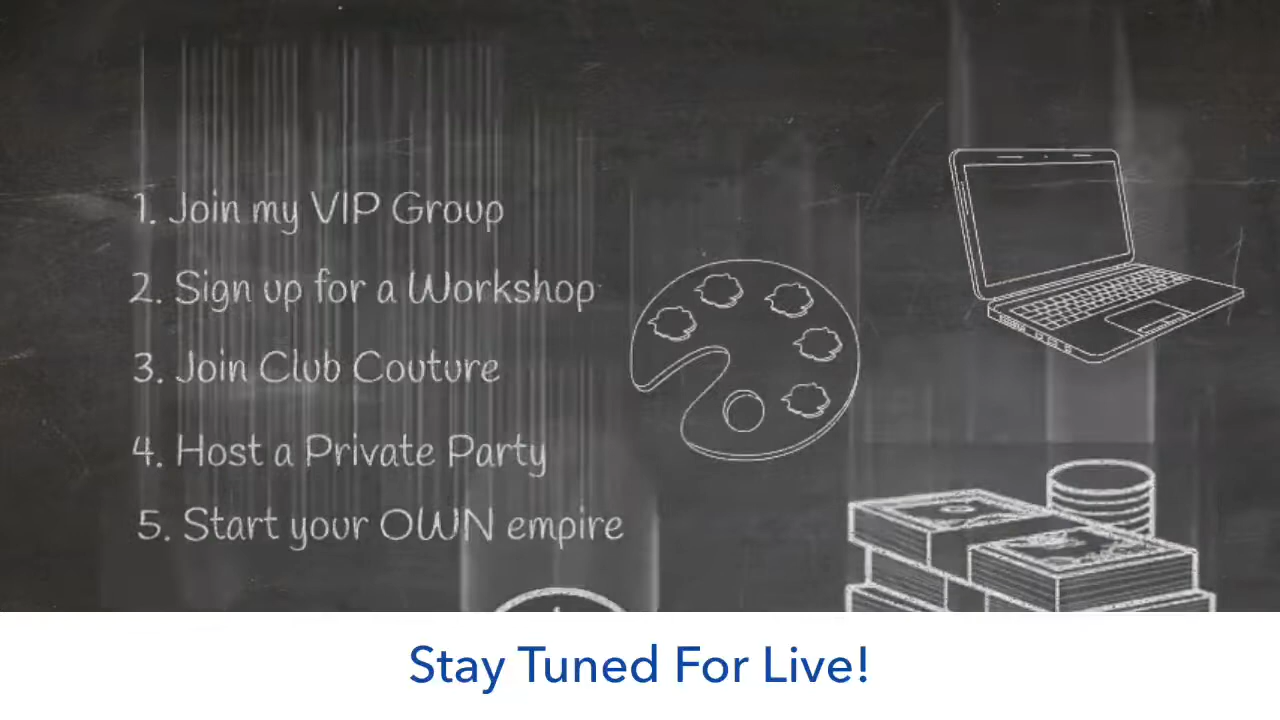 1. Join my VIP Group
2. Sign up for a Workshop
3. Join Club Couture
4. Host a Private Party
5. Start your OWN empire
Stay Tuned For Live!